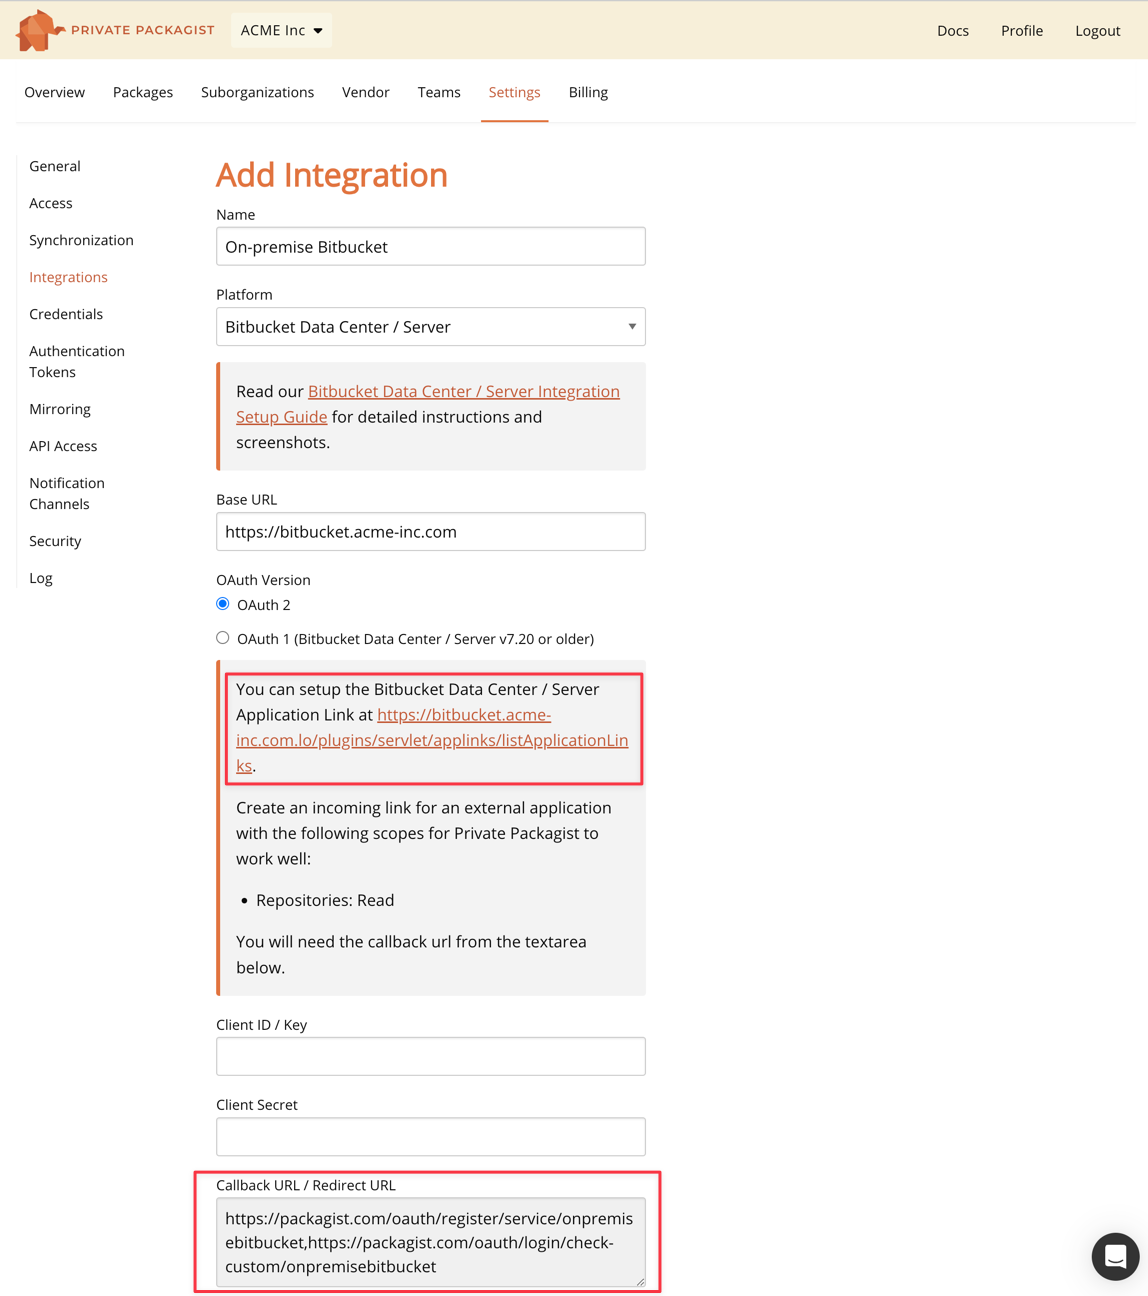 PRIVATE PACKAGIST
ACME Inc
Docs
Profile
Logout
Overview
Packages
Suborganizations
Vendor
Teams
Settings
Billing
General
Access
Synchronization
Integrations
Credentials
Authentication
Tokens
Mirroring
API Access
Notification
Channels
Security
Log
Add Integration
Name
On-premise Bitbucket
Platform
Bitbucket Data Center / Server
Read our Bitbucket Data Center / Server Integration
Setup Guide for detailed instructions and
screenshots.
Base URL
https://bitbucket.acme-inc.com
OAuth Version
OAuth 2
OAuth 1 (Bitbucket Data Center / Server v7.20 or older)
You can setup the Bitbucket Data Center / Server
Application Link at https://bitbucket.acme-
inc.com.lo/plugins/servlet/applinks/listApplicationLin
ks.
Create an incoming link for an external application
with the following scopes for Private Packagist to
work well:
• Repositories: Read
You will need the callback url from the textarea
below.
Client ID / Key
Client Secret
Callback URL / Redirect URL
https://packagist.com/oauth/register/service/onpremis
ebitbucket,https://packagist.com/oauth/login/check-
custom/onpremisebitbucket